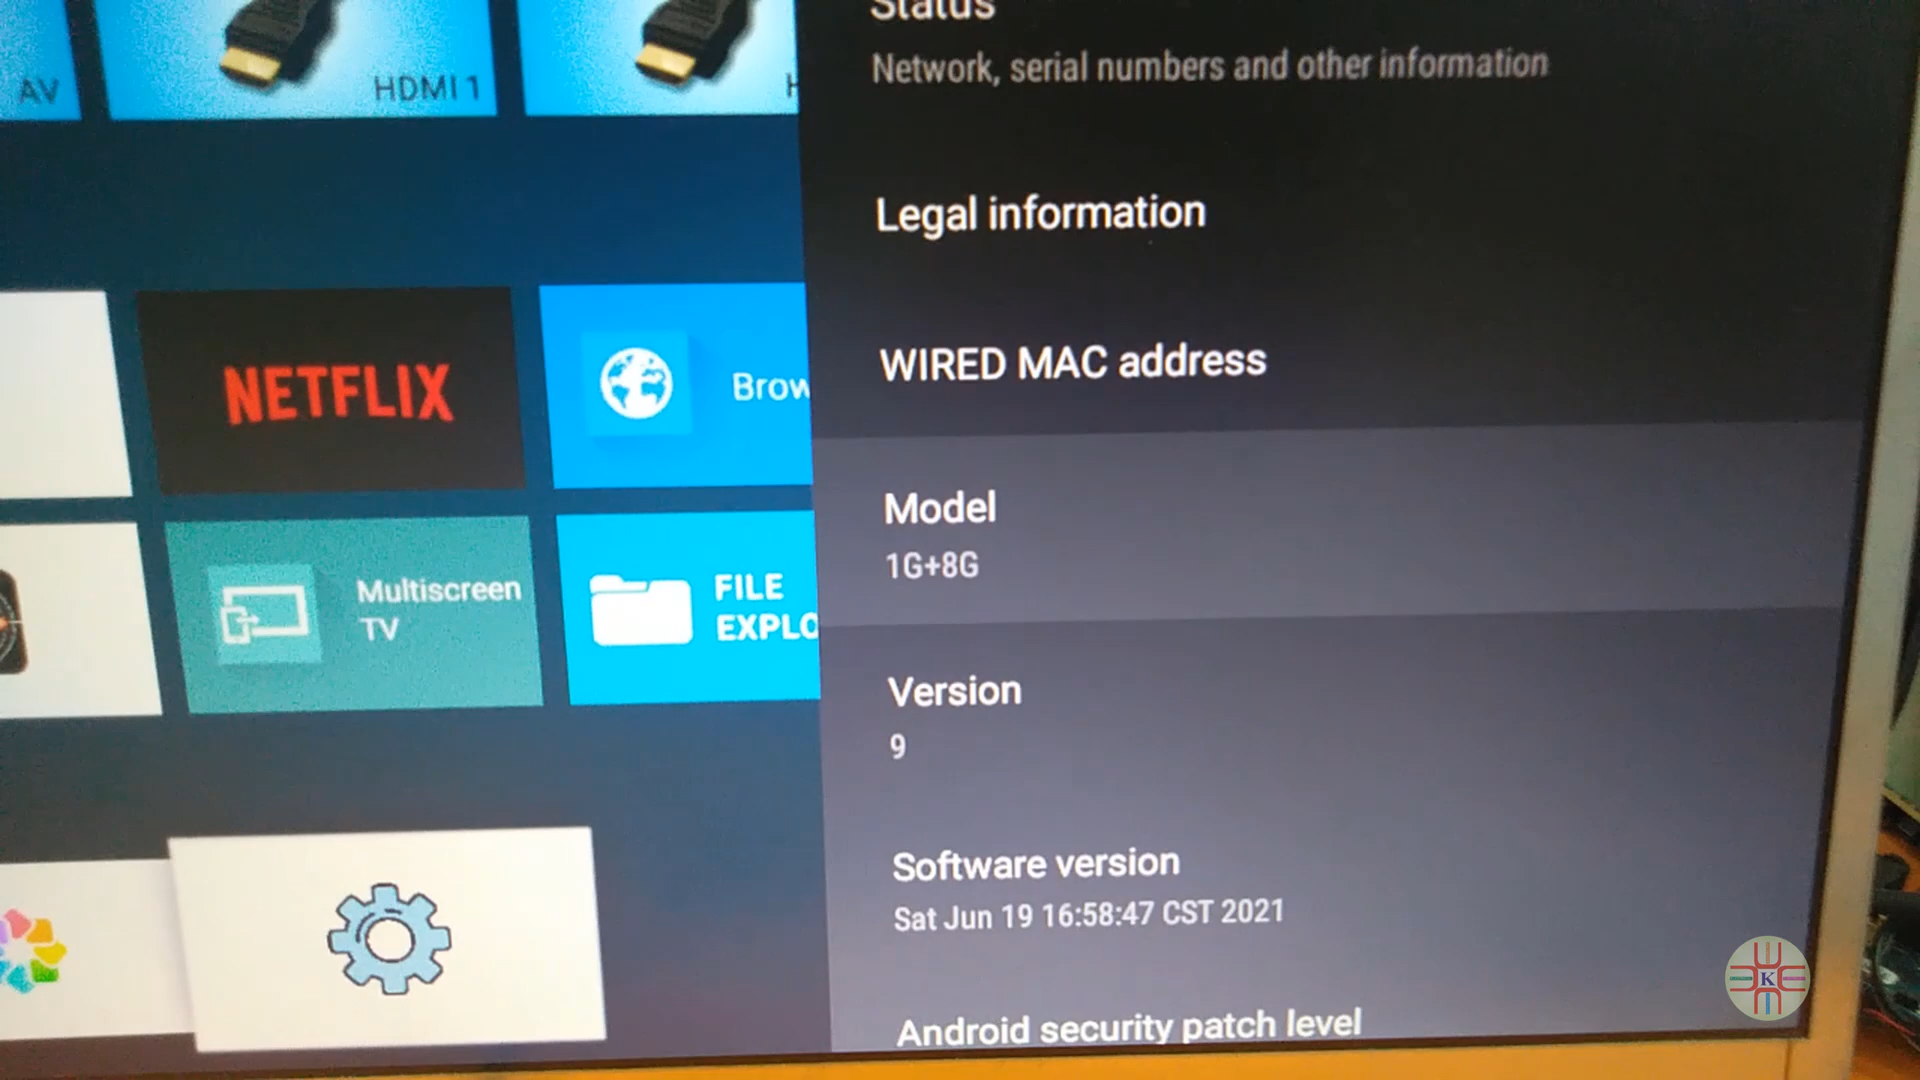 AV
HDMI 1
NETFLIX
Brow
Multiscreen
TV
FILE
EXPLO
Status
Network, serial numbers and other information
Legal information
WIRED MAC address
Model
1G+8G
Version
9
Software version
Sat Jun 19 16:58:47 CST 2021
Android security patch level
K